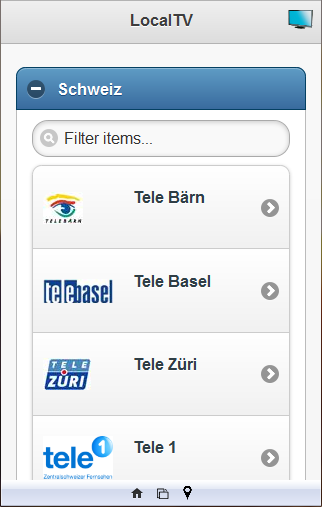 LocalTV
Schweiz
Filter items...
TELEBÄRN
Tele Bärn
telebasel
Tele Basel
TELE
ZÜRI
Tele Züri
tele 1
Zentralschweizer Fernsehen
Tele 1